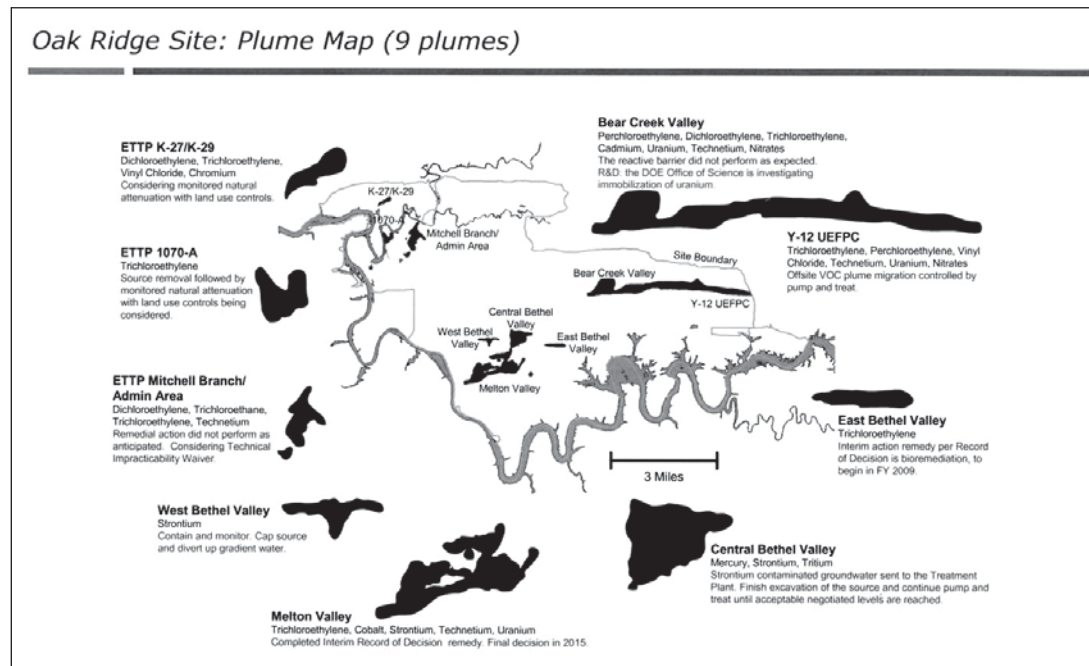 Oak Ridge Site: Plume Map (9 plumes)
ETTP K-27/K-29
Dichloroethylene, Trichloroethylene,
Vinyl Chloride, Chromium
Considering monitored natural
attenuation with land use controls.
Bear Creek Valley
Perchloroethylene, Dichloroethylene, Trichloroethylene,
Cadmium, Uranium, Technetium, Nitrates
The reactive barrier did not perform as expected.
R&D: the DOE Office of Science is investigating
immobilization of uranium.
K-27/K-29
1070-A
Mitchell Branch/
Admin Area
ETTP 1070-A
Trichloroethylene
Source removal followed by
monitored natural attenuation
with land use controls being
considered.
Y-12 UEFPC
Trichloroethylene, Perchloroethylene, Vinyl
Chloride, Technetium, Uranium, Nitrates
Offsite VOC plume migration controlled by
pump and treat.
Site Boundary
Bear Creek Valley
Y-12 UEFPC
Central Bethel
Valley
West Bethel
Valley
East Bethel
Valley
Melton Valley
ETTP Mitchell Branch/
Admin Area
Dichloroethylene, Trichloroethane,
Trichloroethylene, Technetium
Remedial action did not perform as
anticipated. Considering Technical
Impracticability Waiver.
East Bethel Valley
Trichloroethylene
Interim action remedy per Record
of Decision is bioremediation, to
begin in FY 2009.
3 Miles
West Bethel Valley
Strontium
Contain and monitor. Cap source
and divert up gradient water.
Central Bethel Valley
Mercury, Strontium, Tritium
Strontium contaminated groundwater sent to the Treatment
Plant. Finish excavation of the source and continue pump and
treat until acceptable negotiated levels are reached.
Melton Valley
Trichloroethylene, Cobalt, Strontium, Technetium, Uranium
Completed Interim Record of Decision remedy. Final decision in 2015.